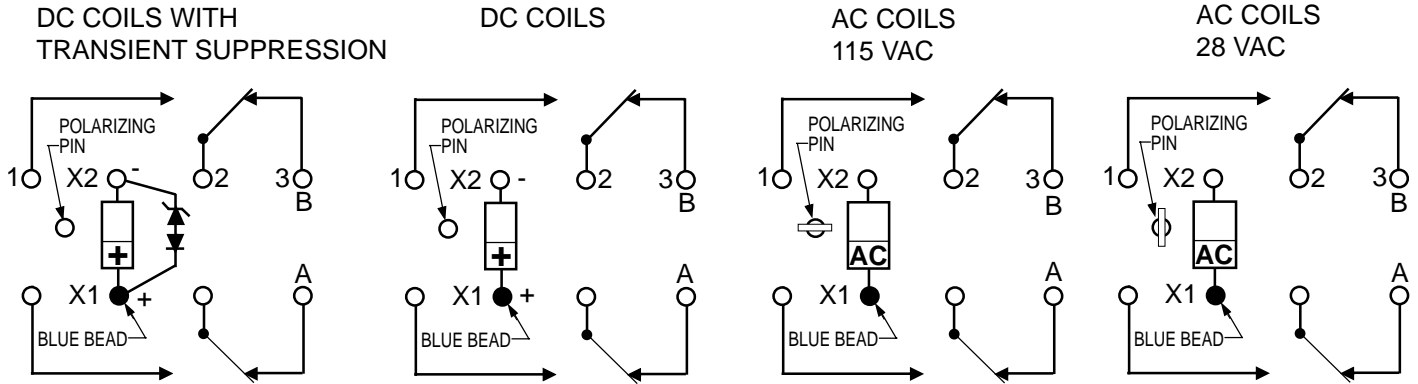 DC COILS WITH
TRANSIENT SUPPRESSION
POLARIZING
PIN
1
X2
-
2
3
B
+
X1
+
A
BLUE BEAD
DC COILS
POLARIZING
PIN
1
X2
-
2
3
B
+
X1
+
A
BLUE BEAD
AC COILS
115 VAC
POLARIZING
PIN
1
X2
2
3
B
AC
X1
A
BLUE BEAD
AC COILS
28 VAC
POLARIZING
PIN
1
X2
2
3
B
AC
X1
A
BLUE BEAD